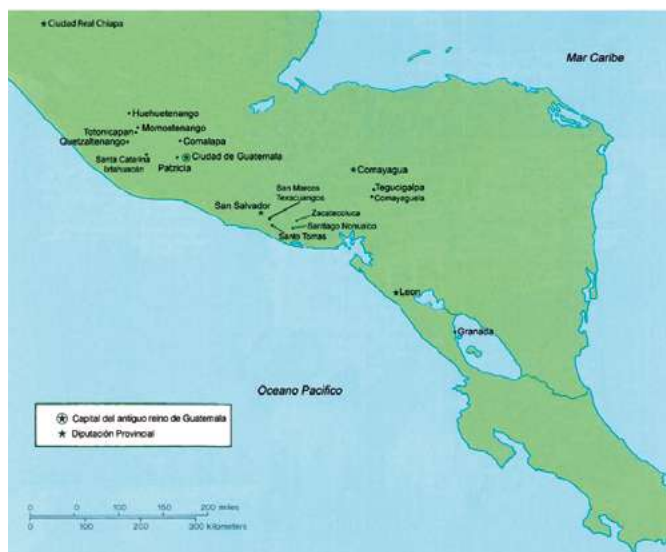 Ciudad Real Chiapa
Mar Caribe
Huehuetenango
Momostenango
Totonicapan
Quetzaltenango
Comalapa
Santa Catarina
Ixtahuacán
Ciudad de Guatemala
Patzicia
Comayagua
Tegucigalpa
Comayaguela
San Marcos
Texacuangos
San Salvador
Zacatecoluca
Santiago Nonualco
Santo Tomas
Leon
Granada
Oceano Pacifico
Capital del antiguo reino de Guatemala
Diputación Provincial
0 0 100 150 200 miles
0 100 200 300 Kilometers